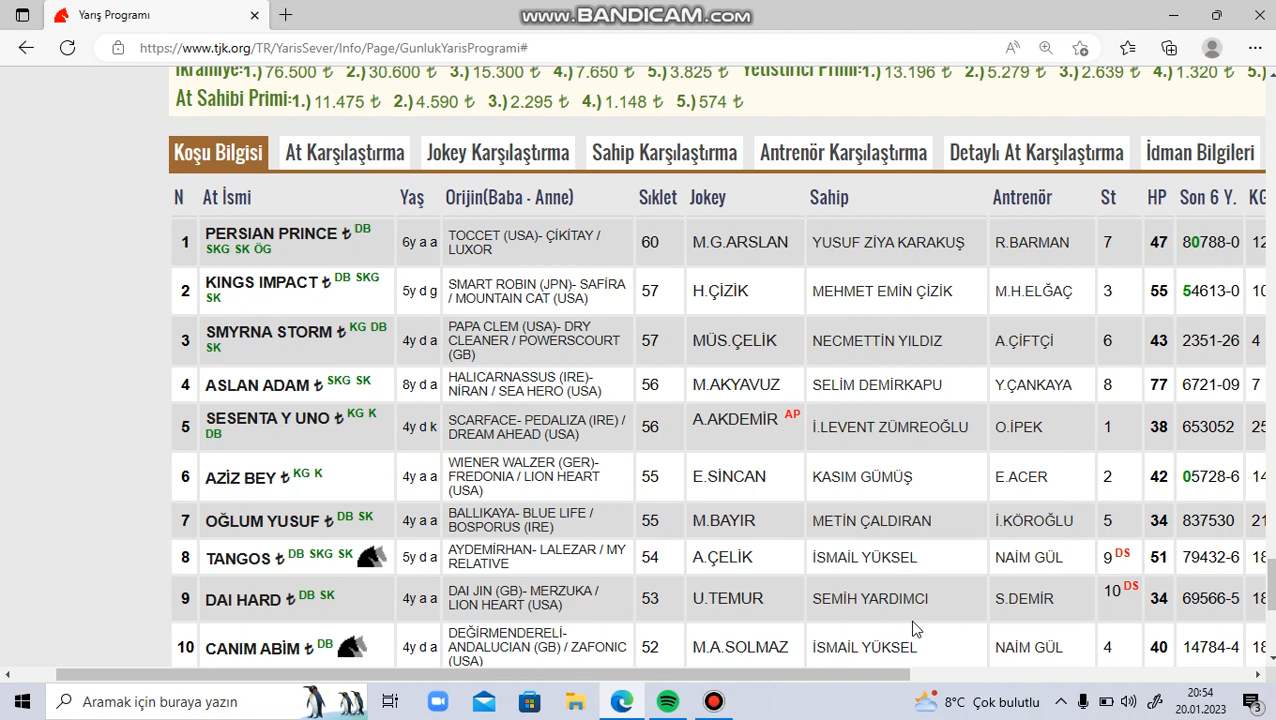 Yarış Programı
www.BANDICAM.com
https://www.tjk.org/TR/YarisSever/Info/Page/GunlukYarisProgrami#
İkramiye:1.) 76.500 ₺ 2.) 30.600 ₺ 3.) 15.300 ₺ 4.) 7.650 ₺ 5.) 3.825 ₺ Yetiştirici Primi:1.) 13.196 ₺ 2.) 5.279 ₺ 3.) 2.639 ₺ 4.) 1.320 ₺ 5.)
At Sahibi Primi:1.) 11.475 ₺ 2.) 4.590 ₺ 3.) 2.295 ₺ 4.) 1.148 ₺ 5.) 574 ₺
Koşu Bilgisi At Karşılaştırma Jokey Karşılaştırma Sahip Karşılaştırma Antrenör Karşılaştırma Detaylı At Karşılaştırma İdman Bilgileri
N At İsmi Yaş Orijin(Baba - Anne) Sıklet Jokey Sahip Antrenör St HP Son 6 Y. KG
1 PERSIAN PRINCE ₺ DB SKG SK ÖG 6y a a TOCCET (USA)- ÇİKİTAY / LUXOR 60 M.G.ARSLAN YUSUF ZİYA KARAKUŞ R.BARMAN 7 47 80788-0 12
2 KINGS IMPACT ₺ DB SKG SK 5y d g SMART ROBIN (JPN)- SAFİRA / MOUNTAIN CAT (USA) 57 H.ÇİZİK MEHMET EMİN ÇİZİK M.H.ELĞAÇ 3 55 54613-0 10
3 SMYRNA STORM ₺ KG DB SK 4y d a PAPA CLEM (USA)- DRY CLEANER / POWERSCOURT (GB) 57 MÜS.ÇELİK NECMETTİN YILDIZ A.ÇİFTÇİ 6 43 2351-26 4
4 ASLAN ADAM ₺ SKG SK 8y d a HALICARNASSUS (IRE)- NİRAN / SEA HERO (USA) 56 M.AKYAVUZ SELİM DEMİRKAPU Y.ÇANKAYA 8 77 6721-09 7
5 SESENTA Y UNO ₺ KG K DB 4y d k SCARFACE- PEDALIZA (IRE) / DREAM AHEAD (USA) 56 A.AKDEMİR AP İ.LEVENT ZÜMREOĞLU O.İPEK 1 38 653052 25
6 AZİZ BEY ₺ KG K 4y a a WIENER WALZER (GER)- FREDONIA / LION HEART (USA) 55 E.SİNCAN KASIM GÜMÜŞ E.ACER 2 42 05728-6 14
7 OĞLUM YUSUF ₺ DB SK 4y a a BALLIKAYA- BLUE LIFE / BOSPORUS (IRE) 55 M.BAYIR METİN ÇALDIRAN İ.KÖROĞLU 5 34 837530 21
8 TANGOS ₺ DB SKG SK 5y d a AYDEMİRHAN- LALEZAR / MY RELATIVE 54 A.ÇELİK İSMAİL YÜKSEL NAİM GÜL 9 DS 51 79432-6 18
9 DAI HARD ₺ DB SK 4y a a DAI JIN (GB)- MERZUKA / LION HEART (USA) 53 U.TEMUR SEMİH YARDIMCI S.DEMİR 10 DS 34 69566-5 18
10 CANIM ABİM ₺ DB 4y d a DEĞİRMENDERELİ- ANDALUCIAN (GB) / ZAFONIC (USA) 52 M.A.SOLMAZ İSMAİL YÜKSEL NAİM GÜL 4 40 14784-4 18
Aramak için buraya yazın
8°C Çok bulutlu
20:54
20.01.2023
3